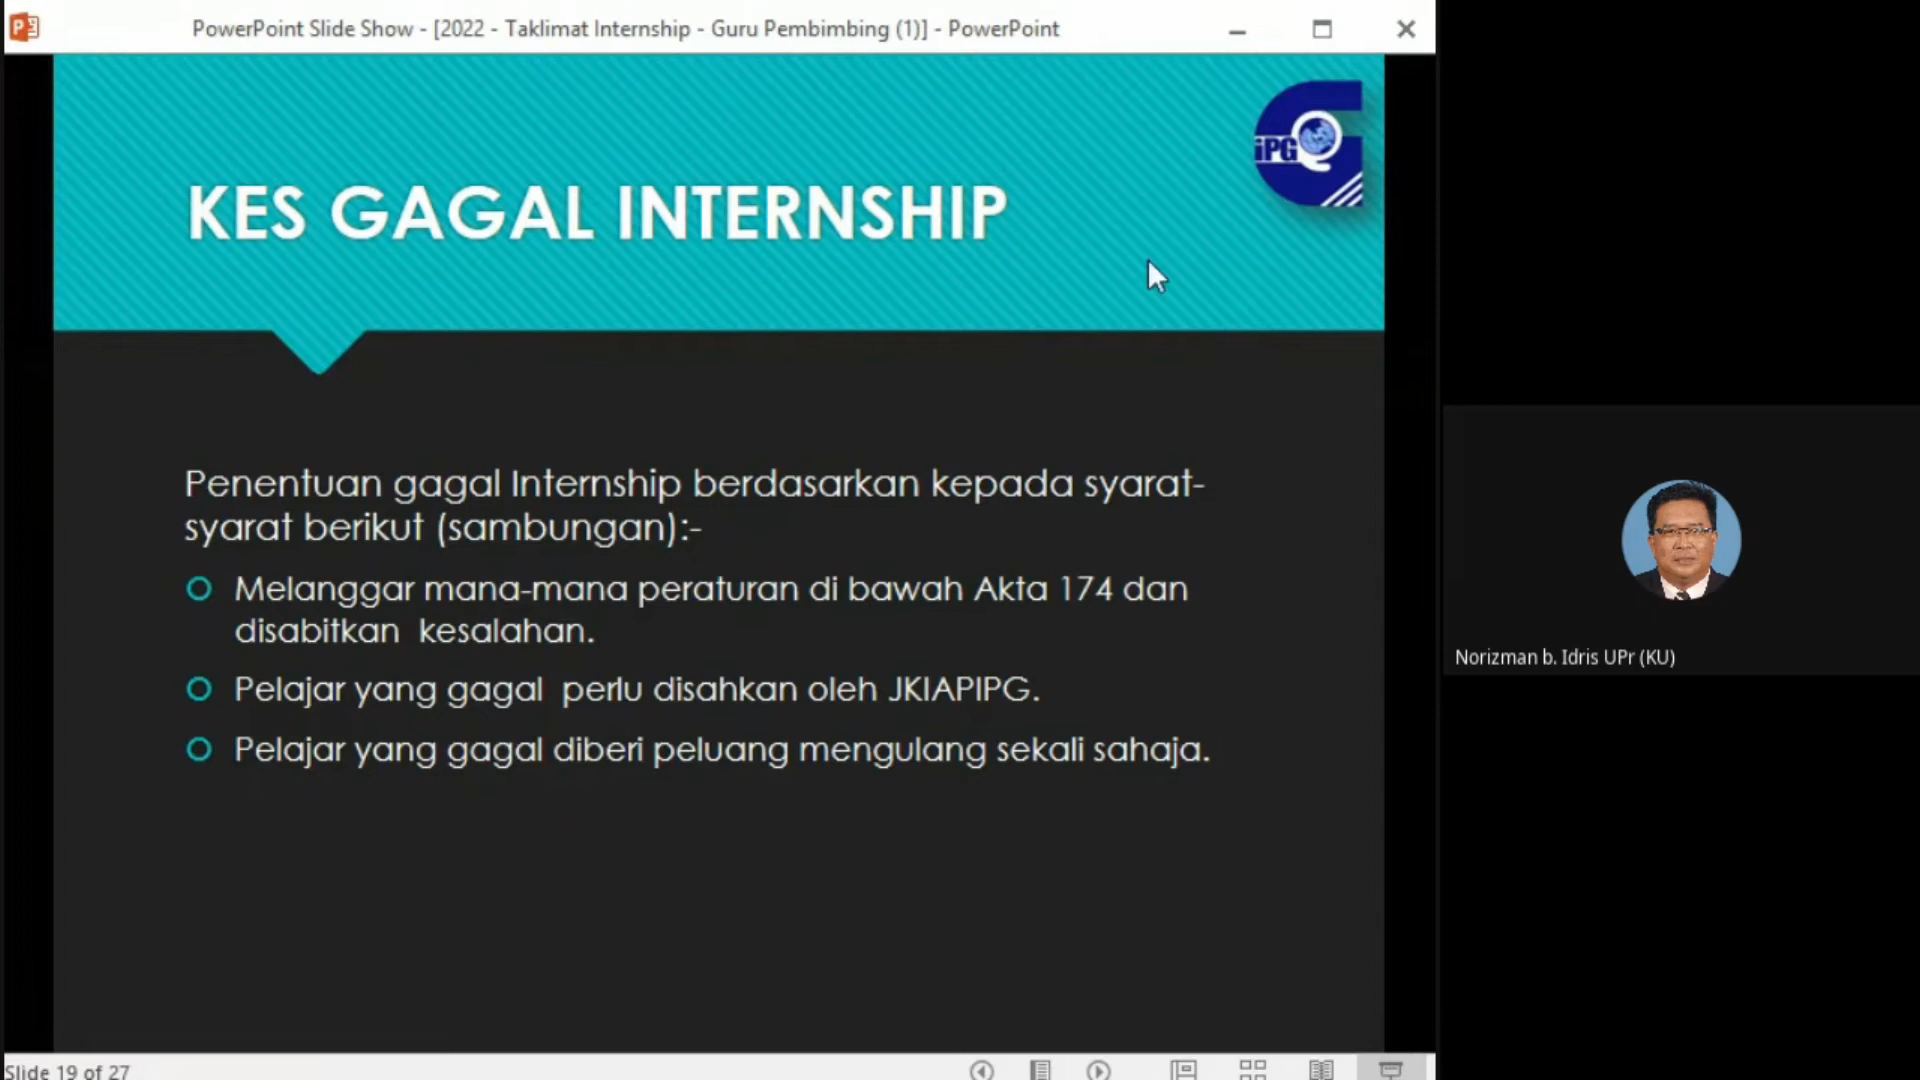 PowerPoint Slide Show - [2022 - Taklimat Internship - Guru Pembimbing (1)] - PowerPoint
iPG
KES GAGAL INTERNSHIP
Penentuan gagal Internship berdasarkan kepada syarat-
syarat berikut (sambungan):-
Melanggar mana-mana peraturan di bawah Akta 174 dan
disabitkan kesalahan.
Pelajar yang gagal perlu disahkan oleh JKIAPIPG.
Pelajar yang gagal diberi peluang mengulang sekali sahaja.
Norizman b. Idris UPr (KU)
Slide 19 of 27